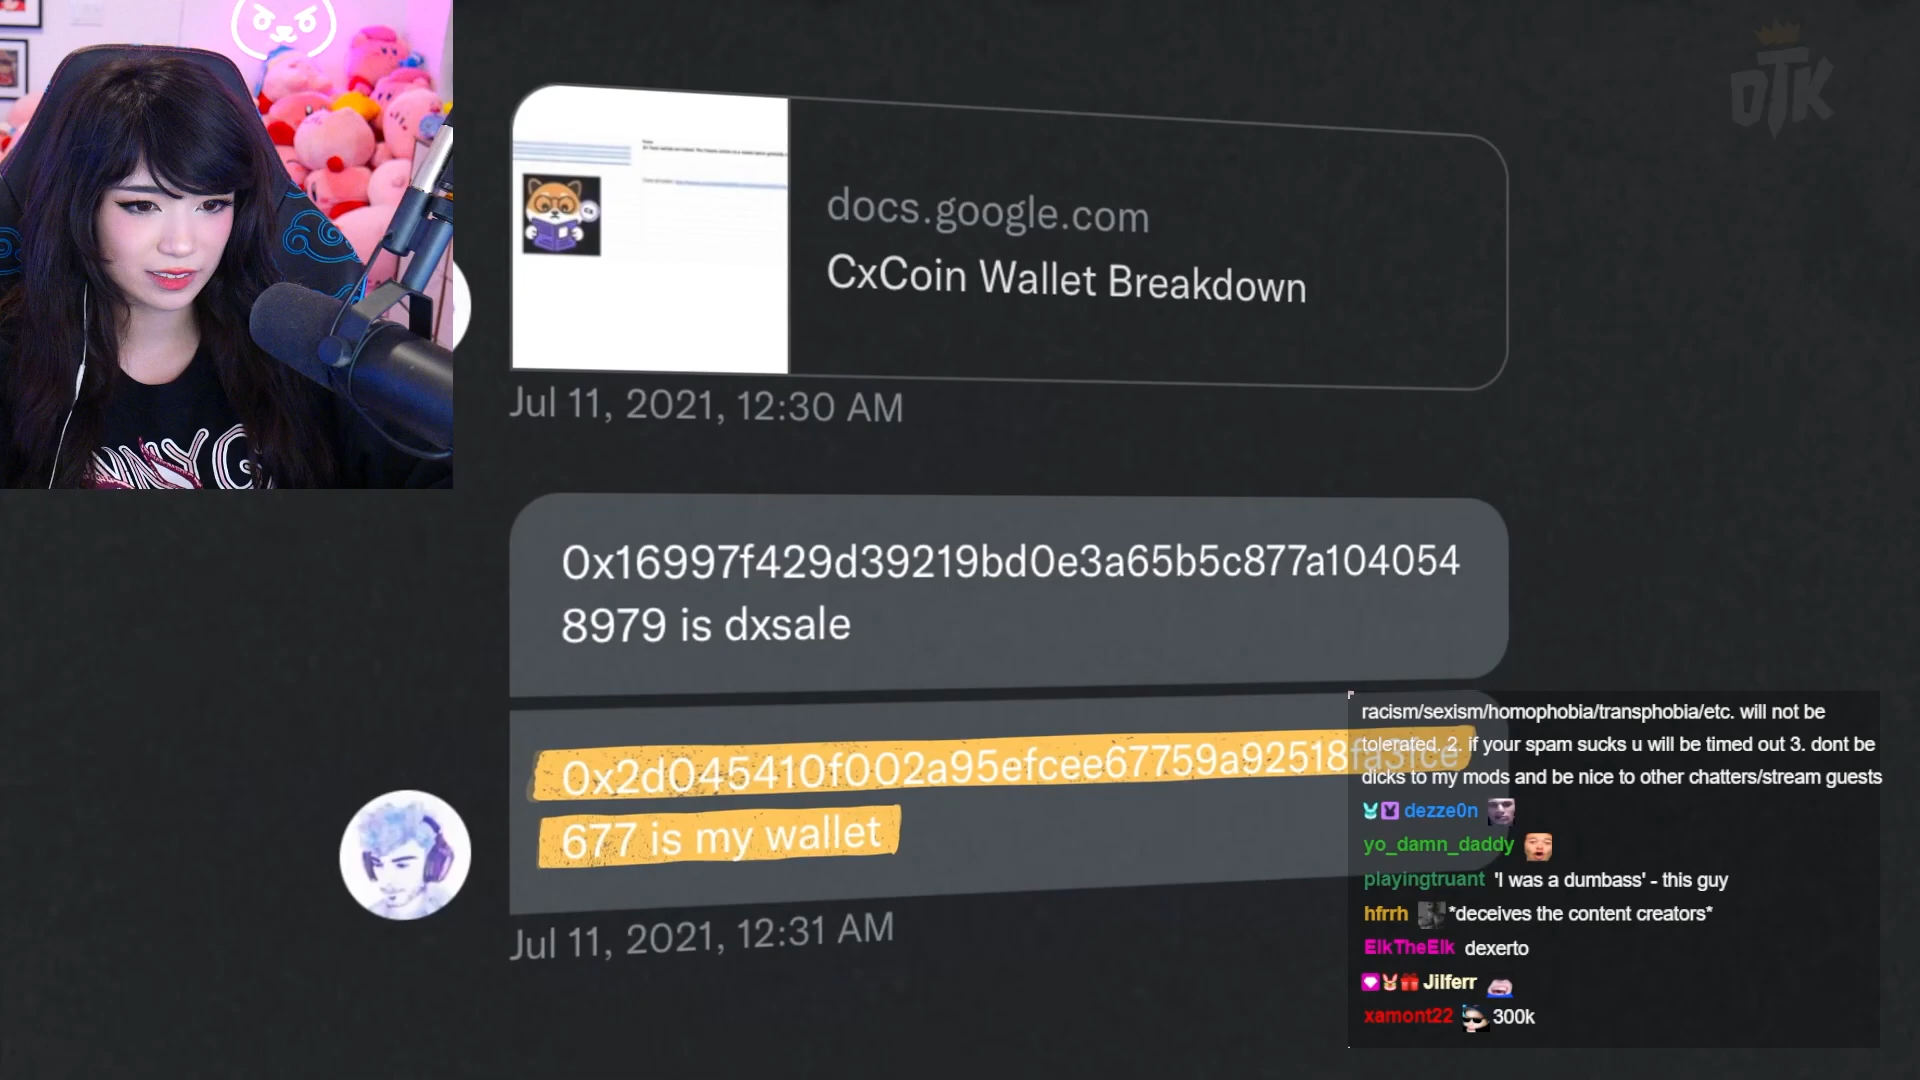 OTK
docs.google.com
CxCoin Wallet Breakdown
Jul 11, 2021, 12:30 AM
0x16997f429d39219bd0e3a65b5c877a104054
8979 is dxsale
0x2d045410f002a95efcee67759a92518fa3fce
677 is my wallet
Jul 11, 2021, 12:31 AM
racism/sexism/homophobia/transphobia/etc. will not be
tolerated. 2. if your spam sucks u will be timed out 3. dont be
dicks to my mods and be nice to other chatters/stream guests
dezze0n
yo_damn_daddy
playingtruant 'I was a dumbass' - this guy
hfrrh *deceives the content creators*
ElkTheElk dexerto
Jilferr
xamont22 300k